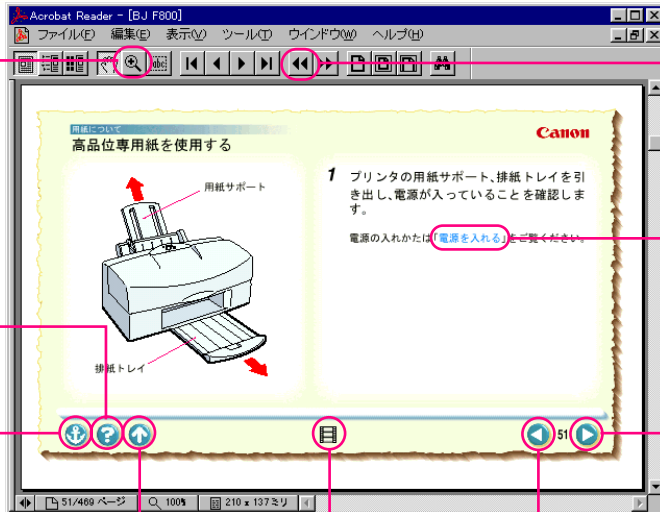 Acrobat Reader - [BJ F800]
ファイル(F) 編集(E) 表示(V) ツール(T) ウインドウ(W) ヘルプ(H)
abc
用紙について
高品位専用紙を使用する
Canon
用紙サポート
排紙トレイ
1 プリンタの用紙サポート、排紙トレイを引
き出し、電源が入っていることを確認しま
す。
電源の入れかたは「電源を入れる」をご覧ください。
?
51
51/469 ページ 100% 210 x 137 ミリ